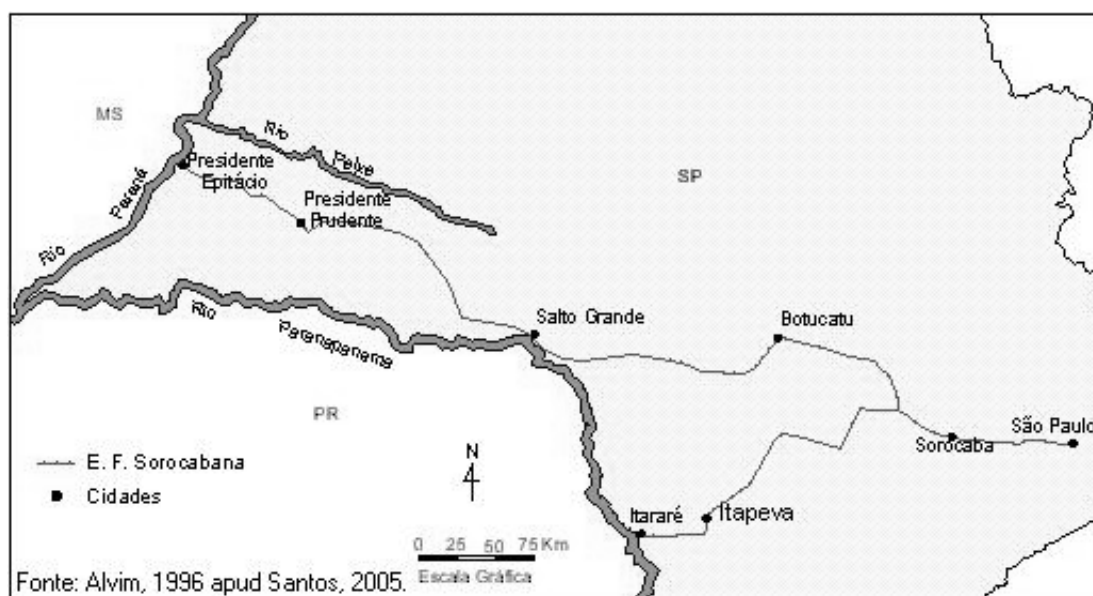 MS
Rio
Peixe
Presidente
Epitácio
SP
Paraná
Rio
Presidente
Prudente
Salto Grande
Botucatu
Rio
Paranapanama
PR
São Paulo
Sorocaba
E. F. Sorocabana
N
Cidades
Itararé
Itapeva
0 25 50 75 Km
Escala Gráfica
Fonte: Alvim, 1996 apud Santos, 2005.